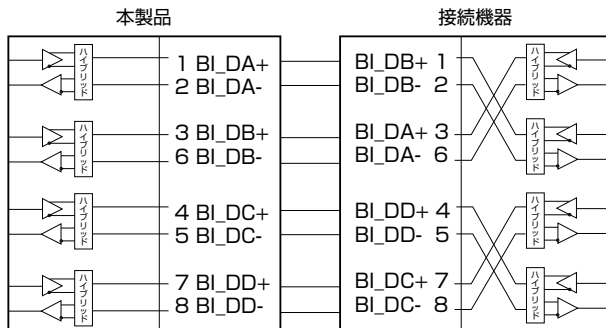 本製品
接続機器
ハイブリッド
1 BI_DA+
2 BI_DA-
ハイブリッド
3 BI_DB+
6 BI_DB-
ハイブリッド
4 BI_DC+
5 BI_DC-
ハイブリッド
7 BI_DD+
8 BI_DD-
BI_DB+ 1
BI_DB- 2
ハイブリッド
BI_DA+ 3
BI_DA- 6
ハイブリッド
BI_DD+ 4
BI_DD- 5
ハイブリッド
BI_DC+ 7
BI_DC- 8
ハイブリッド